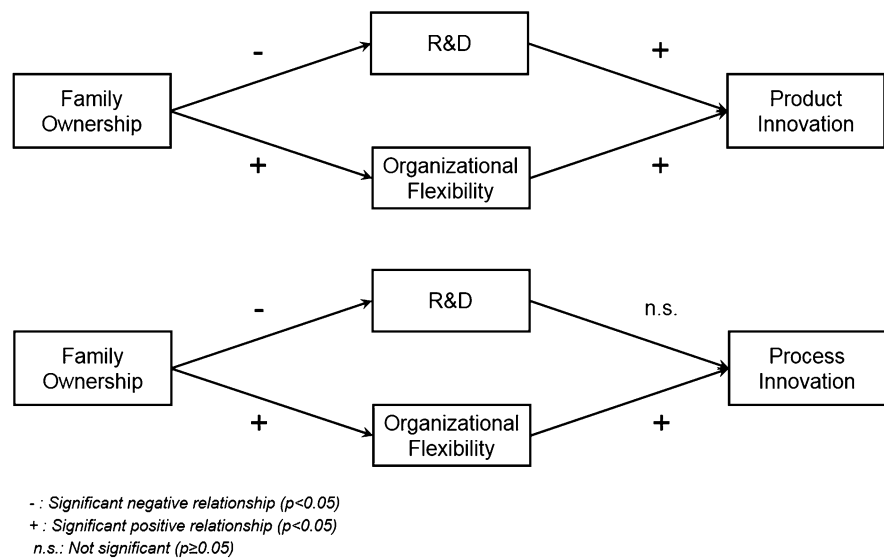 -
R&D
+
Family
Ownership
Product
Innovation
+
Organizational
Flexibility
+
-
R&D
n.s.
Family
Ownership
Process
Innovation
+
Organizational
Flexibility
+
- : Significant negative relationship (p<0.05)
+ : Significant positive relationship (p<0.05)
n.s.: Not significant (p≥0.05)